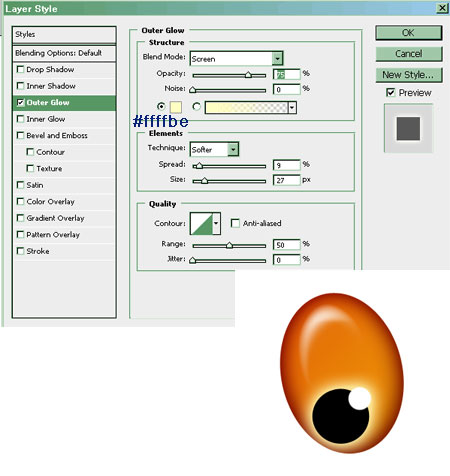 Layer Style
Styles
Blending Options: Default
Drop Shadow
Inner Shadow
Outer Glow
Inner Glow
Bevel and Emboss
Contour
Texture
Satin
Color Overlay
Gradient Overlay
Pattern Overlay
Stroke
Outer Glow
Structure
Blend Mode: Screen
Opacity: 75 %
Noise: 0 %
#ffffbe
Elements
Technique: Softer
Spread: 9 %
Size: 27 px
Quality
Contour: Anti-aliased
Range: 50 %
Jitter: 0 %
OK
Cancel
New Style...
Preview